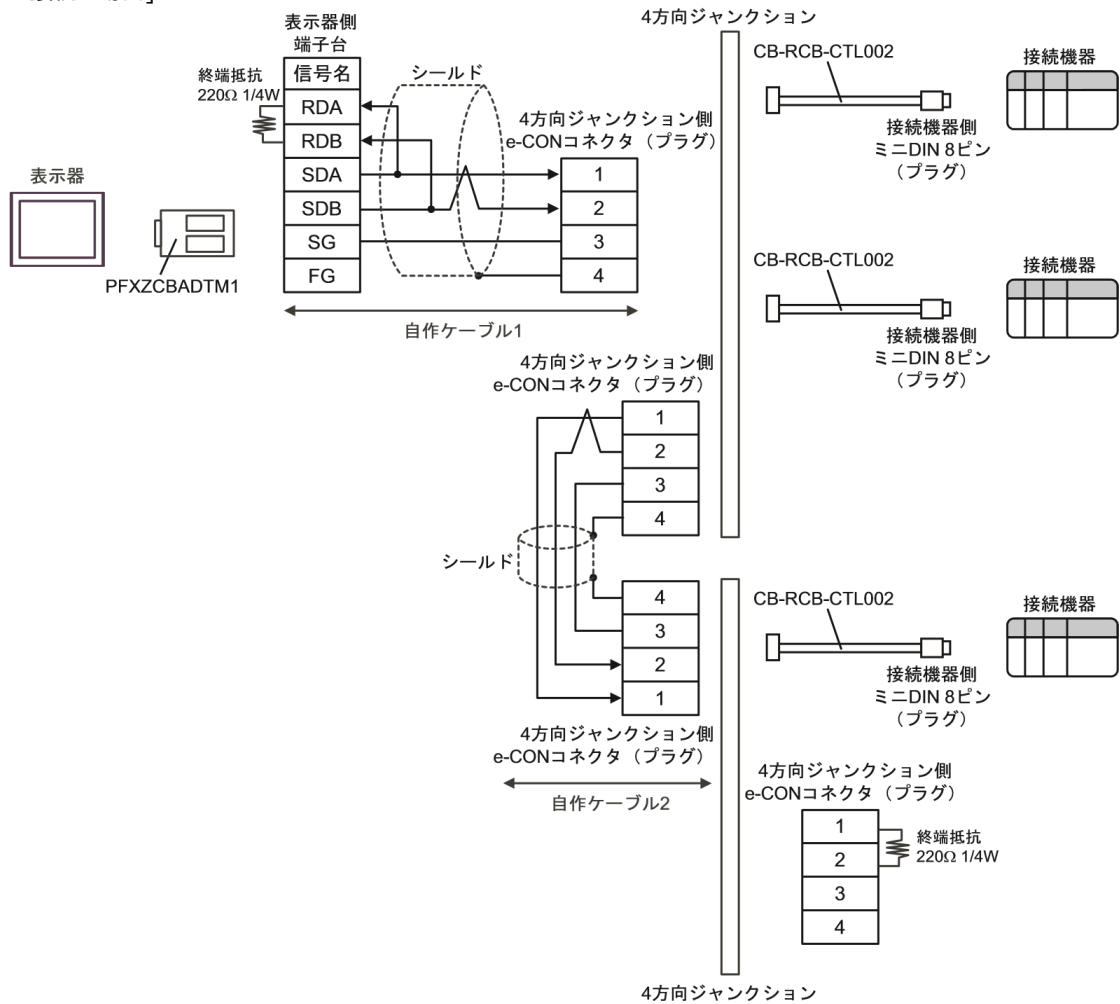 4方向ジャンクション
表示器側
端子台
信号名
RDA
RDB
SDA
SDB
SG
FG
終端抵抗
220Ω 1/4W
シールド
4方向ジャンクション側
e-CONコネクタ（プラグ）
1
2
3
4
表示器
PFXZCBADTM1
自作ケーブル1
CB-RCB-CTL002
接続機器側
ミニDIN 8ピン
（プラグ）
接続機器
CB-RCB-CTL002
接続機器側
ミニDIN 8ピン
（プラグ）
接続機器
4方向ジャンクション側
e-CONコネクタ（プラグ）
1
2
3
4
シールド
4
3
2
1
4方向ジャンクション側
e-CONコネクタ（プラグ）
自作ケーブル2
CB-RCB-CTL002
接続機器側
ミニDIN 8ピン
（プラグ）
接続機器
4方向ジャンクション側
e-CONコネクタ（プラグ）
1
2
3
4
終端抵抗
220Ω 1/4W
4方向ジャンクション